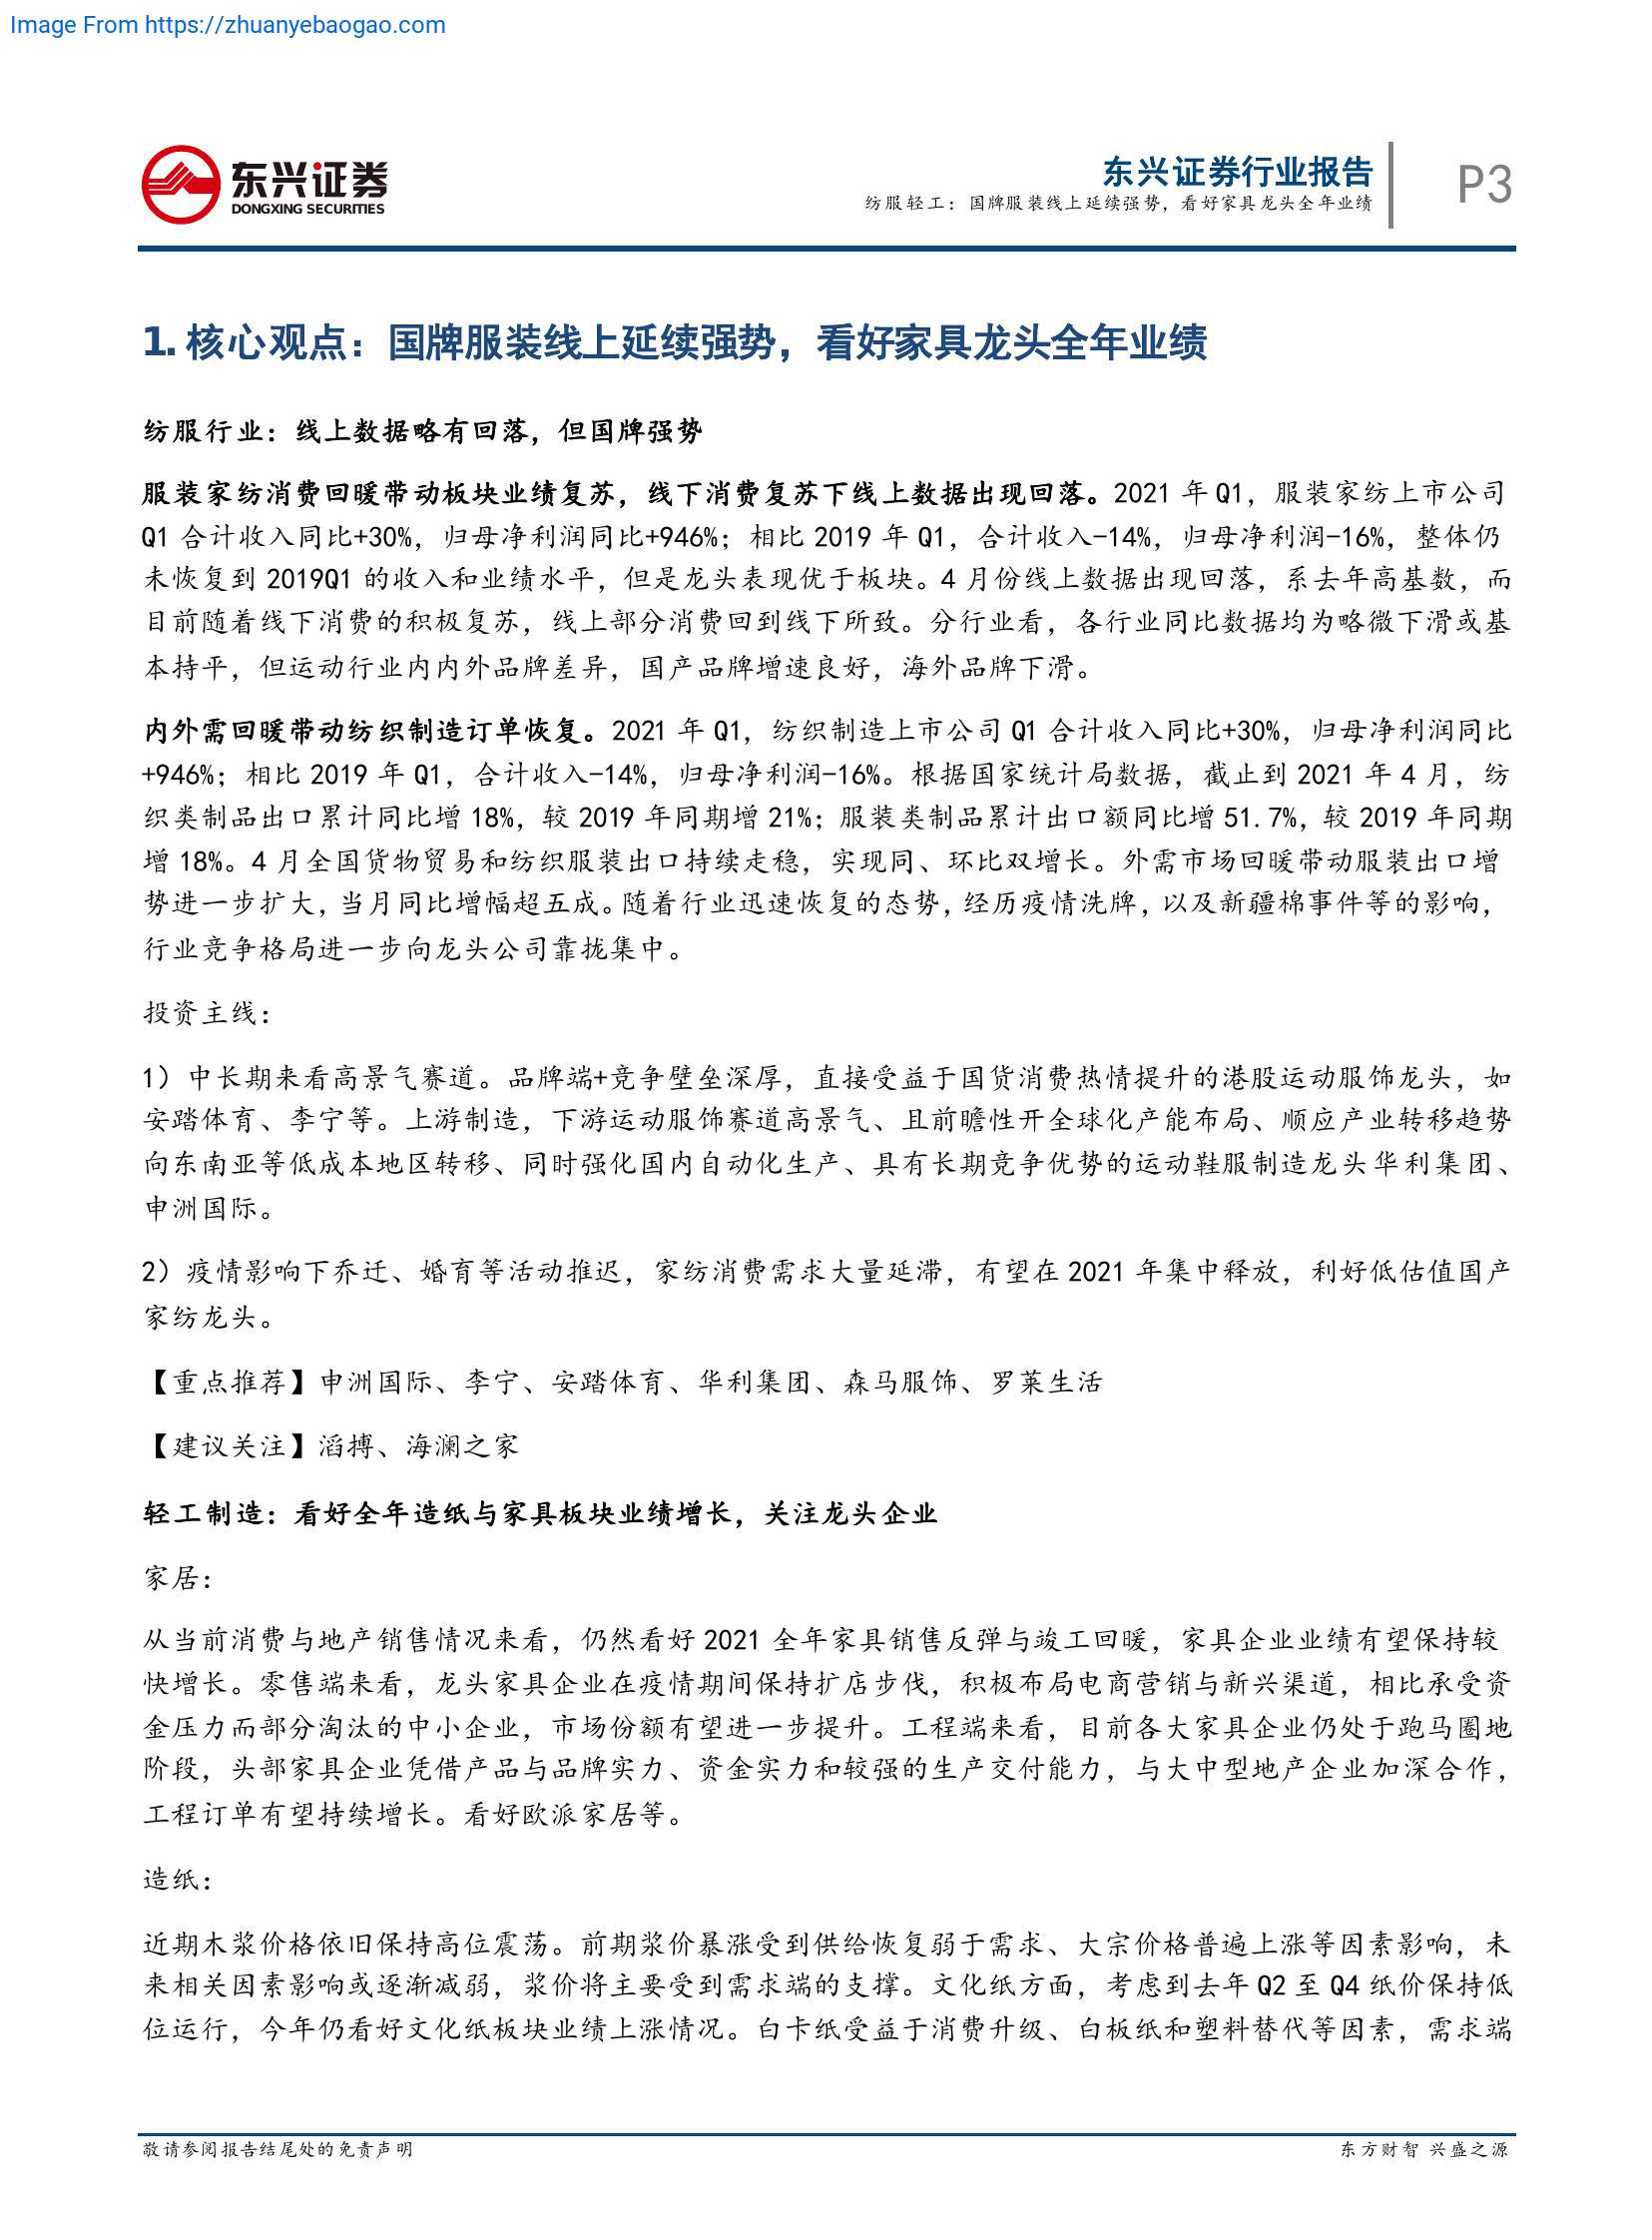 Image From https://zhuanyebaogao.com
东兴证券
DONGXING SECURITIES
东兴证券行业报告
纺服轻工：国牌服装线上延续强势，看好家具龙头全年业绩
P3
1. 核心观点：国牌服装线上延续强势，看好家具龙头全年业绩
纺服行业：线上数据略有回落，但国牌强势
服装家纺消费回暖带动板块业绩复苏，线下消费复苏下线上数据出现回落。2021 年 Q1，服装家纺上市公司
Q1 合计收入同比+30%，归母净利润同比+946%；相比 2019 年 Q1，合计收入-14%，归母净利润-16%，整体仍
未恢复到 2019Q1 的收入和业绩水平，但是龙头表现优于板块。4 月份线上数据出现回落，系去年高基数，而
目前随着线下消费的积极复苏，线上部分消费回到线下所致。分行业看，各行业同比数据均为略微下滑或基
本持平，但运动行业内内外品牌差异，国产品牌增速良好，海外品牌下滑。
内外需回暖带动纺织制造订单恢复。2021 年 Q1，纺织制造上市公司 Q1 合计收入同比+30%，归母净利润同比
+946%；相比 2019 年 Q1，合计收入-14%，归母净利润-16%。根据国家统计局数据，截止到 2021 年 4 月，纺
织类制品出口累计同比增 18%，较 2019 年同期增 21%；服装类制品累计出口额同比增 51.7%，较 2019 年同期
增 18%。4 月全国货物贸易和纺织服装出口持续走稳，实现同、环比双增长。外需市场回暖带动服装出口增
势进一步扩大，当月同比增幅超五成。随着行业迅速恢复的态势，经历疫情洗牌，以及新疆棉事件等的影响，
行业竞争格局进一步向龙头公司靠拢集中。
投资主线：
1）中长期来看高景气赛道。品牌端+竞争壁垒深厚，直接受益于国货消费热情提升的港股运动服饰龙头，如
安踏体育、李宁等。上游制造，下游运动服饰赛道高景气、且前瞻性开全球化产能布局、顺应产业转移趋势
向东南亚等低成本地区转移、同时强化国内自动化生产、具有长期竞争优势的运动鞋服制造龙头华利集团、
申洲国际。
2）疫情影响下乔迁、婚育等活动推迟，家纺消费需求大量延滞，有望在 2021 年集中释放，利好低估值国产
家纺龙头。
【重点推荐】申洲国际、李宁、安踏体育、华利集团、森马服饰、罗莱生活
【建议关注】滔搏、海澜之家
轻工制造：看好全年造纸与家具板块业绩增长，关注龙头企业
家居：
从当前消费与地产销售情况来看，仍然看好 2021 全年家具销售反弹与竣工回暖，家具企业业绩有望保持较
快增长。零售端来看，龙头家具企业在疫情期间保持扩店步伐，积极布局电商营销与新兴渠道，相比承受资
金压力而部分淘汰的中小企业，市场份额有望进一步提升。工程端来看，目前各大家具企业仍处于跑马圈地
阶段，头部家具企业凭借产品与品牌实力、资金实力和较强的生产交付能力，与大中型地产企业加深合作，
工程订单有望持续增长。看好欧派家居等。
造纸：
近期木浆价格依旧保持高位震荡。前期浆价暴涨受到供给恢复弱于需求、大宗价格普遍上涨等因素影响，未
来相关因素影响或逐渐减弱，浆价将主要受到需求端的支撑。文化纸方面，考虑到去年 Q2 至 Q4 纸价保持低
位运行，今年仍看好文化纸板块业绩上涨情况。白卡纸受益于消费升级、白板纸和塑料替代等因素，需求端
敬请参阅报告结尾处的免责声明
东方财智 兴盛之源